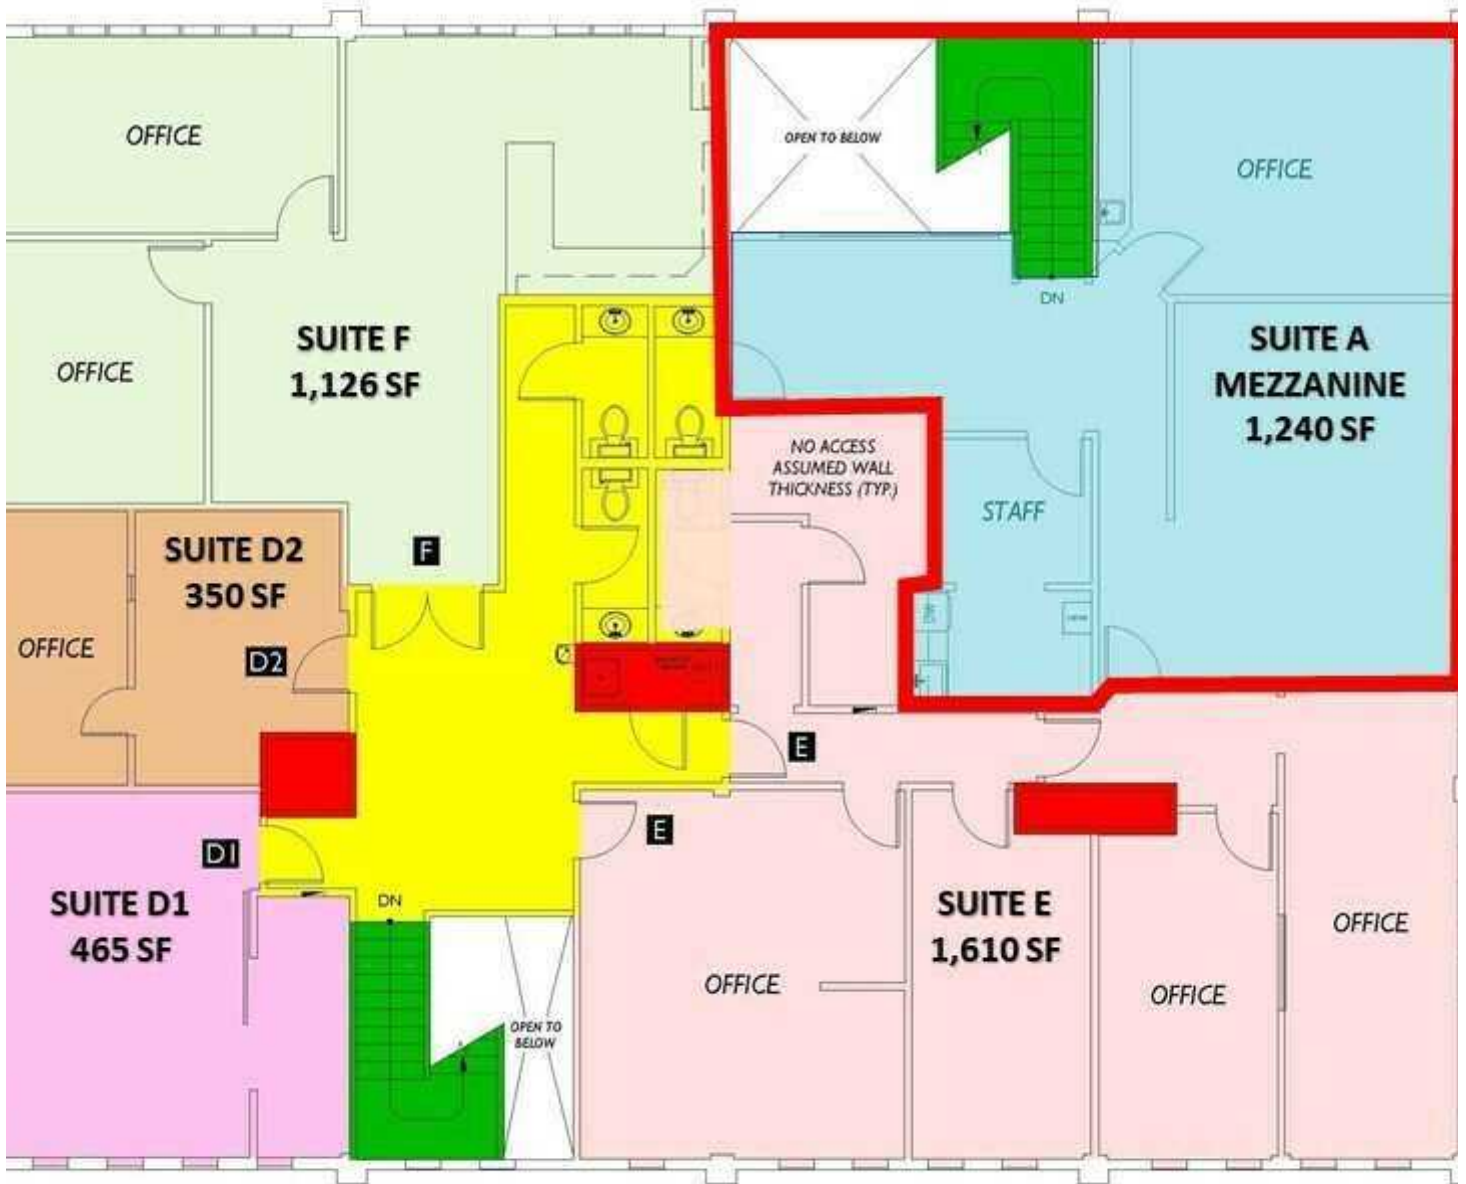 OFFICE
OPEN TO BELOW
OFFICE
DN
SUITE F
1,126 SF
OFFICE
SUITE A
MEZZANINE
1,240 SF
NO ACCESS
ASSUMED WALL
THICKNESS (TYP.)
STAFF
SUITE D2
350 SF
F
OFFICE
D2
DW
E
D1
E
SUITE D1
465 SF
DN
SUITE E
1,610 SF
OFFICE
OFFICE
OFFICE
OPEN TO
BELOW